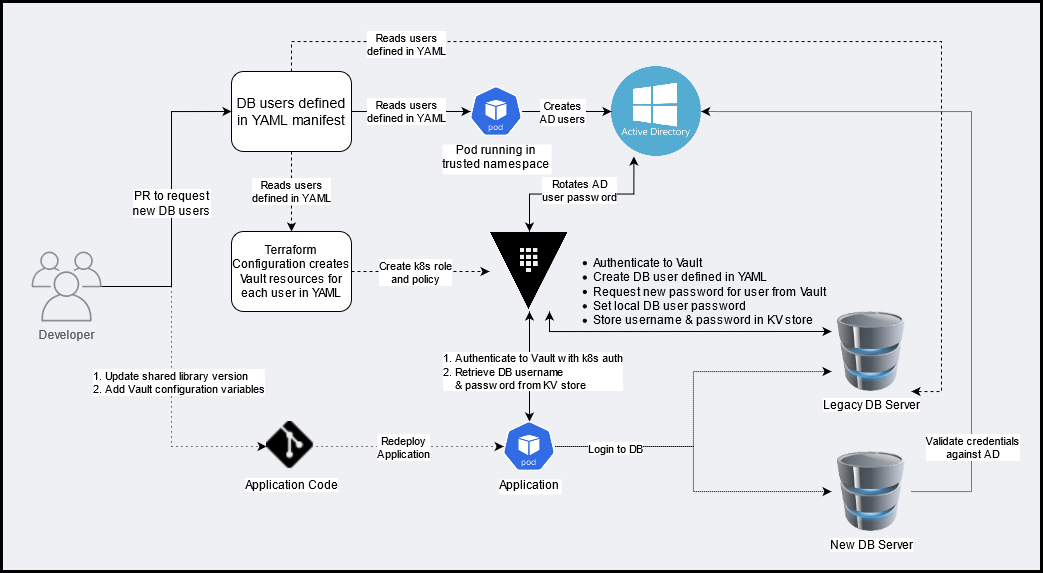 Reads users
defined in YAML
DB users defined
in YAML manifest
Reads users
defined in YAML
pod
Pod running in
trusted namespace
Creates
AD users
Active Directory
Reads users
defined in YAML
Rotates AD
user password
PR to request
new DB users
Terraform
Configuration creates
Vault resources for
each user in YAML
Create k8s role
and policy
• Authenticate to Vault
• Create DB user defined in YAML
• Request new password for user from Vault
• Set local DB user password
• Store username & password in KV store
Developer
1. Authenticate to Vault with k8s auth
2. Retrieve DB username
& password from KV store
1. Update shared library version
2. Add Vault configuration variables
Legacy DB Server
Redeploy
Application
Login to DB
Validate credentials
against AD
pod
Application Code
Application
New DB Server